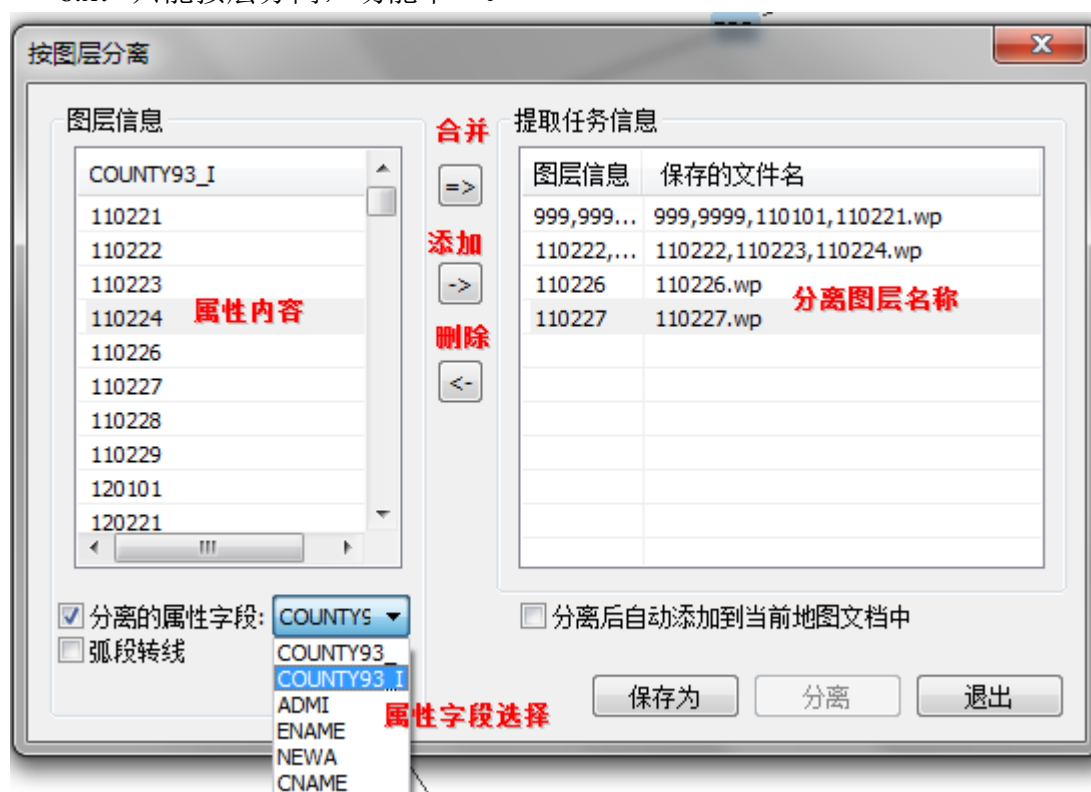 按图层分离
图层信息
COUNTY93_I
110221
110222
110223
110224
属性内容
110226
110227
110228
110229
120101
120221
合并
=>
添加
->
删除
<-
提取任务信息
图层信息 保存的文件名
999,999... 999,9999,110101,110221.wp
110222,... 110222,110223,110224.wp
110226 110226.wp
110227 110227.wp
分离图层名称
分离的属性字段: COUNTY9
弧段转线
COUNTY93_
COUNTY93_I
ADMI
ENAME
NEWA
CNAME
属性字段选择
分离后自动添加到当前地图文档中
保存为
分离
退出